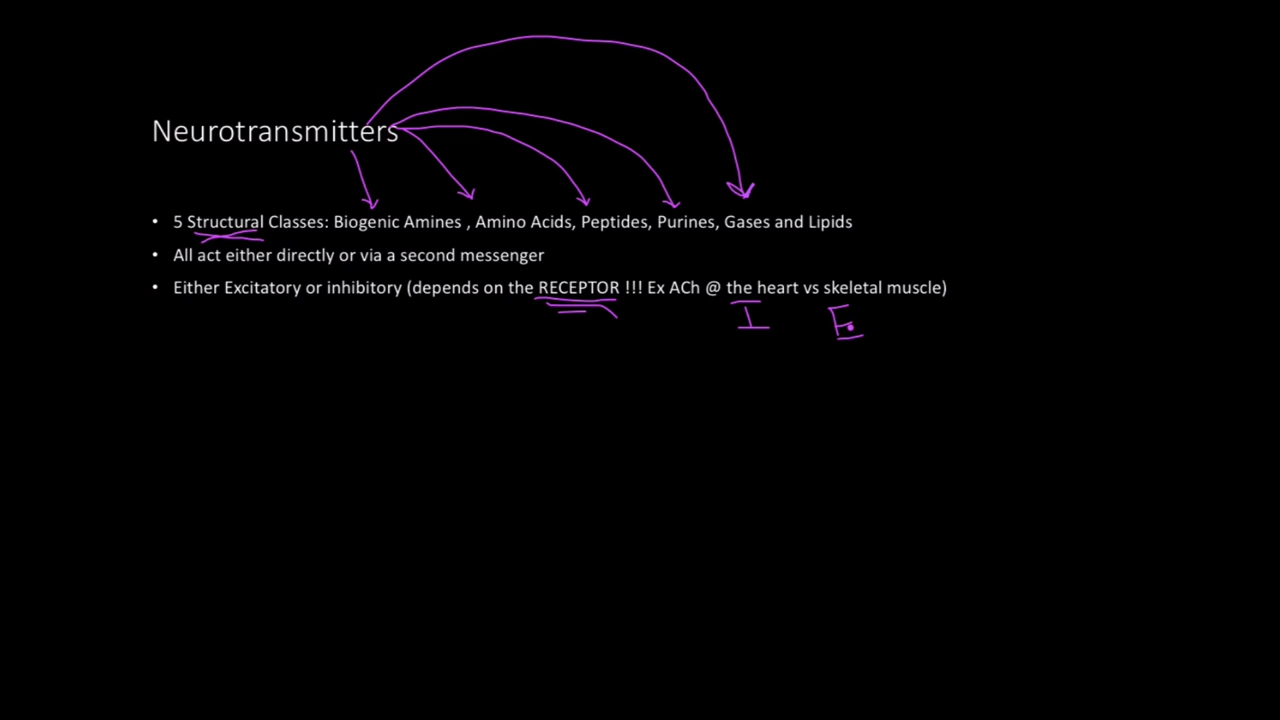 Neurotransmitters
• 5 Structural Classes: Biogenic Amines , Amino Acids, Peptides, Purines, Gases and Lipids
• All act either directly or via a second messenger
• Either Excitatory or inhibitory (depends on the RECEPTOR !!! Ex ACh @ the heart vs skeletal muscle)
I E